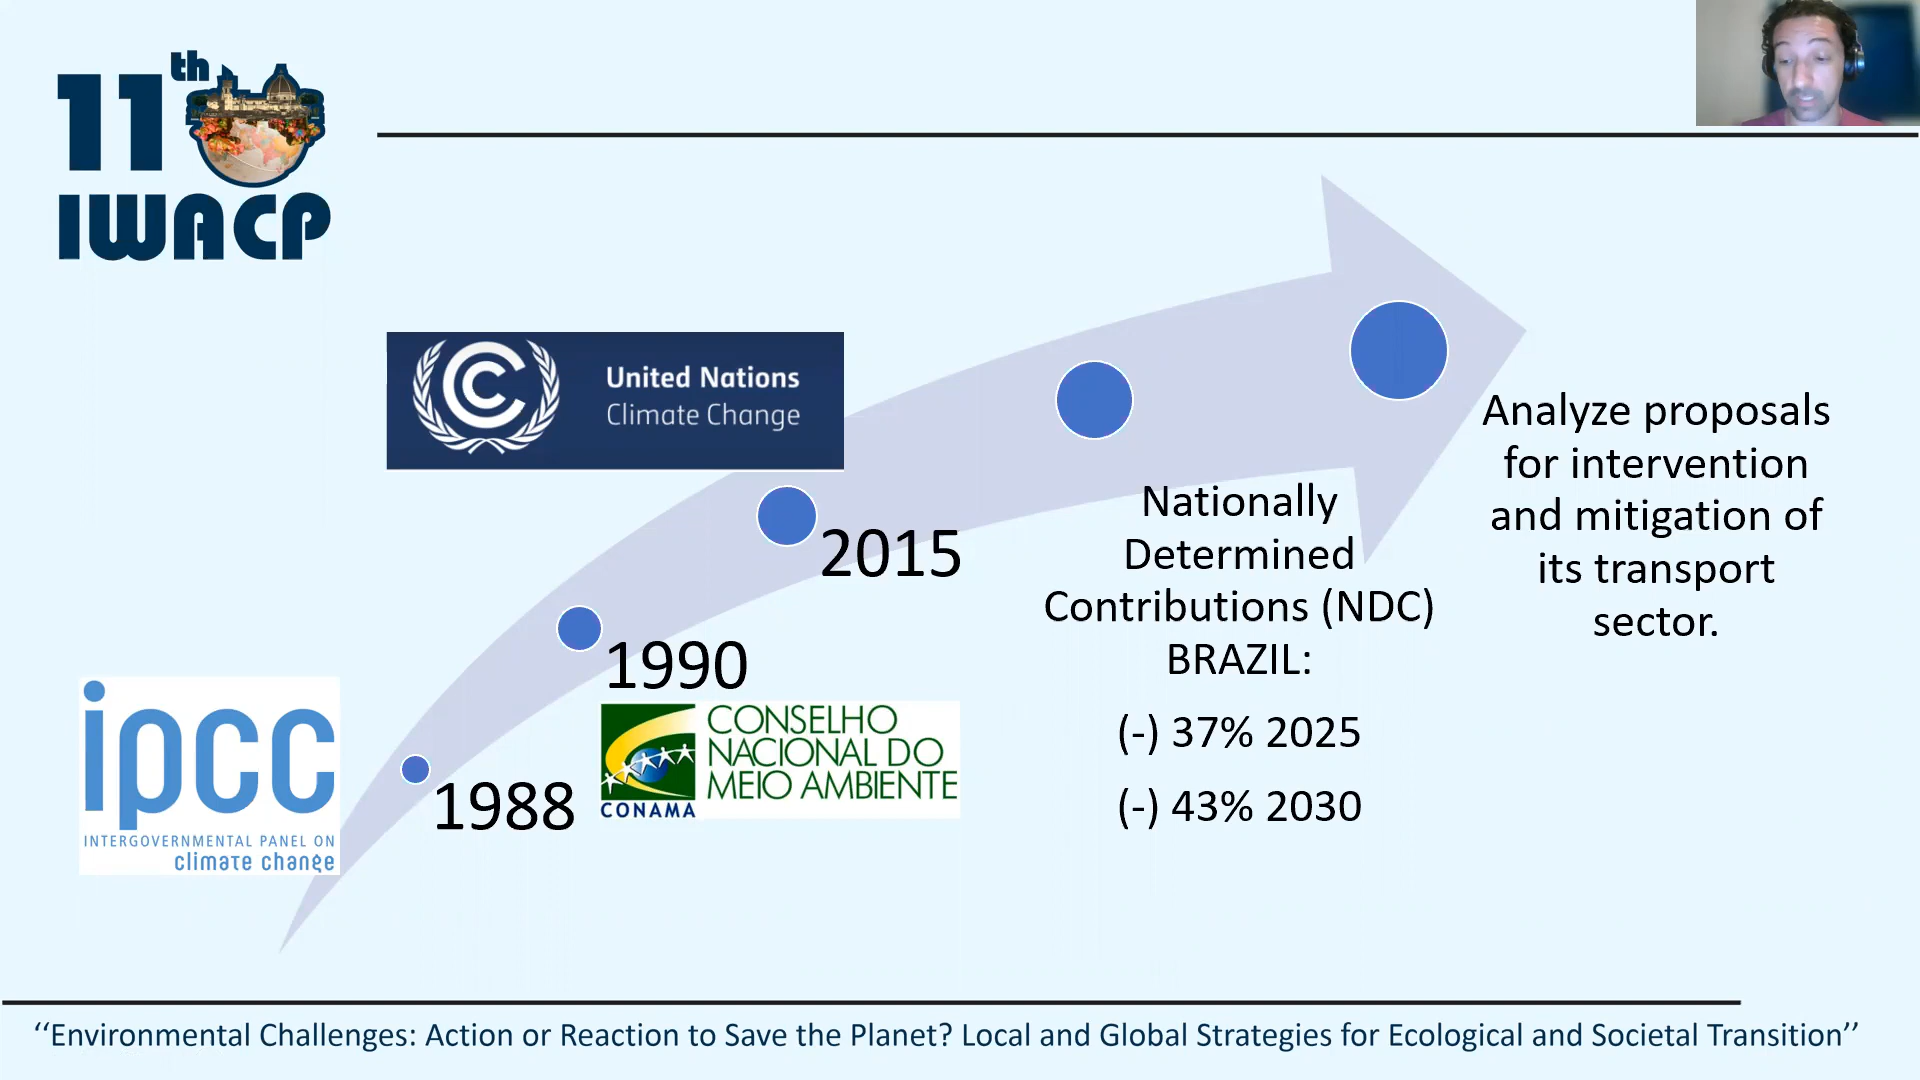 11th
IWACP
United Nations
Climate Change
2015
1990
1988
ipcc
INTERGOVERNMENTAL PANEL ON
climate change
CONSELHO
NACIONAL DO
MEIO AMBIENTE
CONAMA
Nationally
Determined
Contributions (NDC)
BRAZIL:
(-) 37% 2025
(-) 43% 2030
Analyze proposals
for intervention
and mitigation of
its transport
sector.
‘‘Environmental Challenges: Action or Reaction to Save the Planet? Local and Global Strategies for Ecological and Societal Transition’’